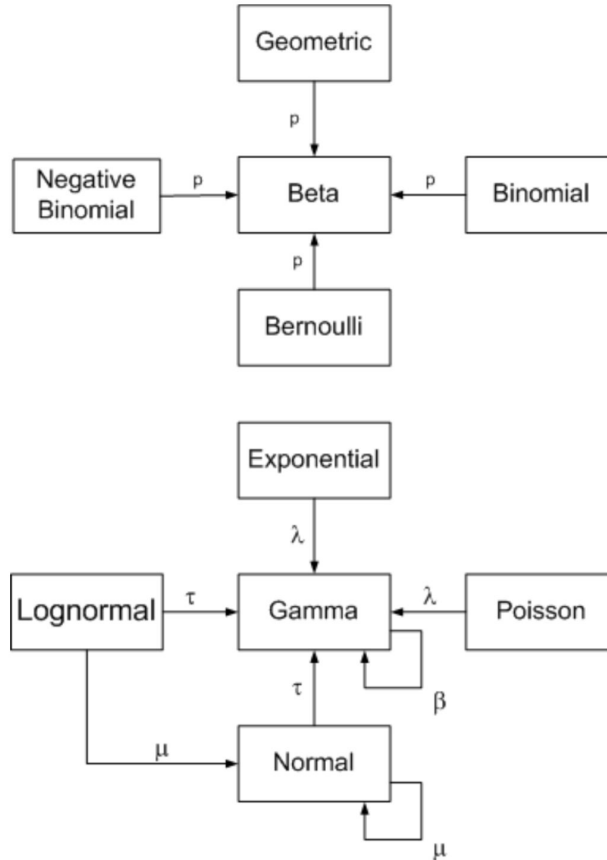 Geometric
p
Negative
Binomial
p
Beta
p
Binomial
p
Bernoulli
Exponential
λ
Lognormal
τ
Gamma
λ
Poisson
τ
β
μ
Normal
μ